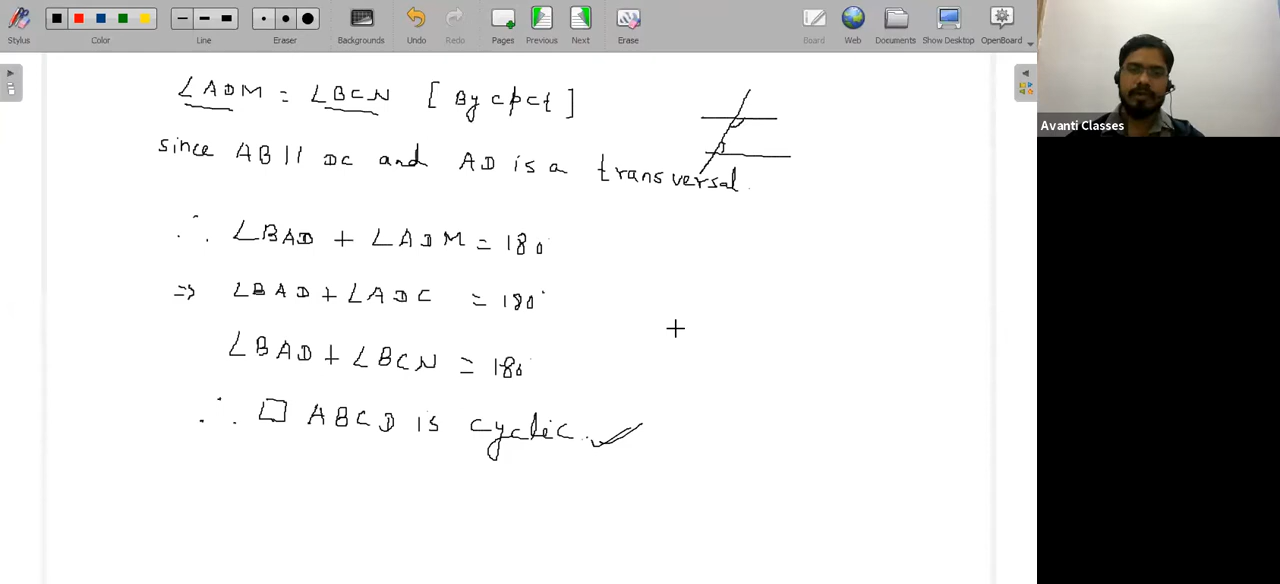 Stylus Color Line Eraser Backgrounds Undo Redo Pages Previous Next Erase Board Web Documents Show Desktop OpenBoard
Avanti Classes
∠ADM = ∠BCN [ By cpct ]
since AB || DC and AD is a transversal.
∴ ∠BAD + ∠ADM = 180°
⇒ ∠BAD + ∠ADC = 180°
∠BAD + ∠BCN = 180°
∴ □ ABCD is cyclic.